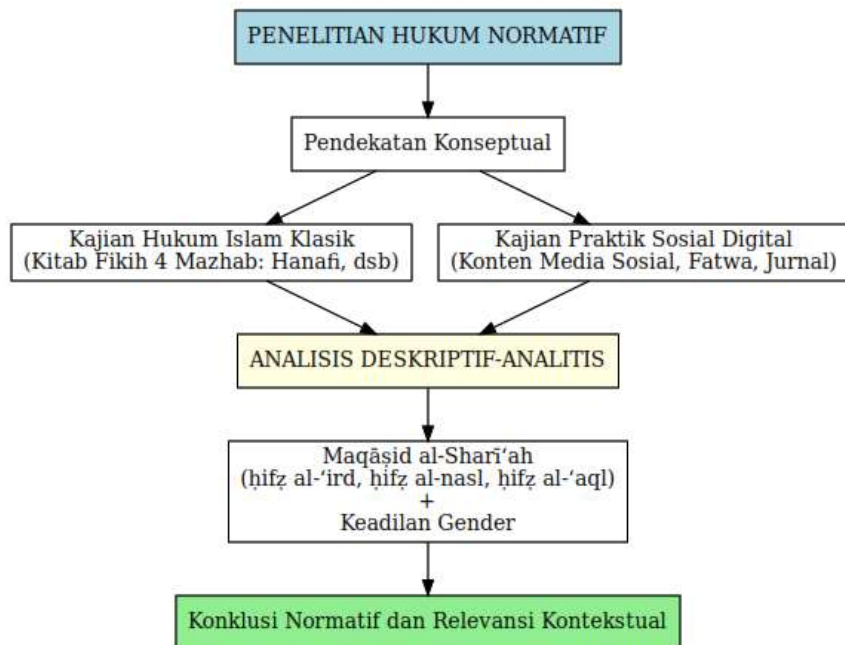 PENELITIAN HUKUM NORMATIF
Pendekatan Konseptual
Kajian Hukum Islam Klasik
(Kitab Fikih 4 Mazhab: Hanafi, dsb)
Kajian Praktik Sosial Digital
(Konten Media Sosial, Fatwa, Jurnal)
ANALISIS DESKRIPTIF-ANALITIS
Maqāṣid al-Sharī‘ah
(ḥifẓ al-‘ird, ḥifẓ al-nasl, ḥifẓ al-‘aql)
+
Keadilan Gender
Konklusi Normatif dan Relevansi Kontekstual